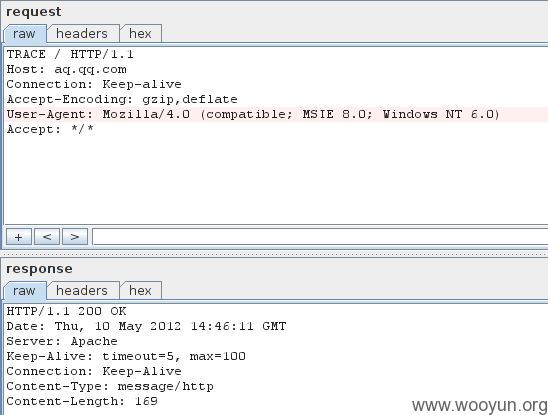 request
raw headers hex
TRACE / HTTP/1.1
Host: aq.qq.com
Connection: Keep-alive
Accept-Encoding: gzip,deflate
User-Agent: Mozilla/4.0 (compatible; MSIE 8.0; Windows NT 6.0)
Accept: */*
+ < >
response
raw headers hex
HTTP/1.1 200 OK
Date: Thu, 10 May 2012 14:46:11 GMT
Server: Apache
Keep-Alive: timeout=5, max=100
Connection: Keep-Alive
Content-Type: message/http
Content-Length: 169
www.wooyun.org